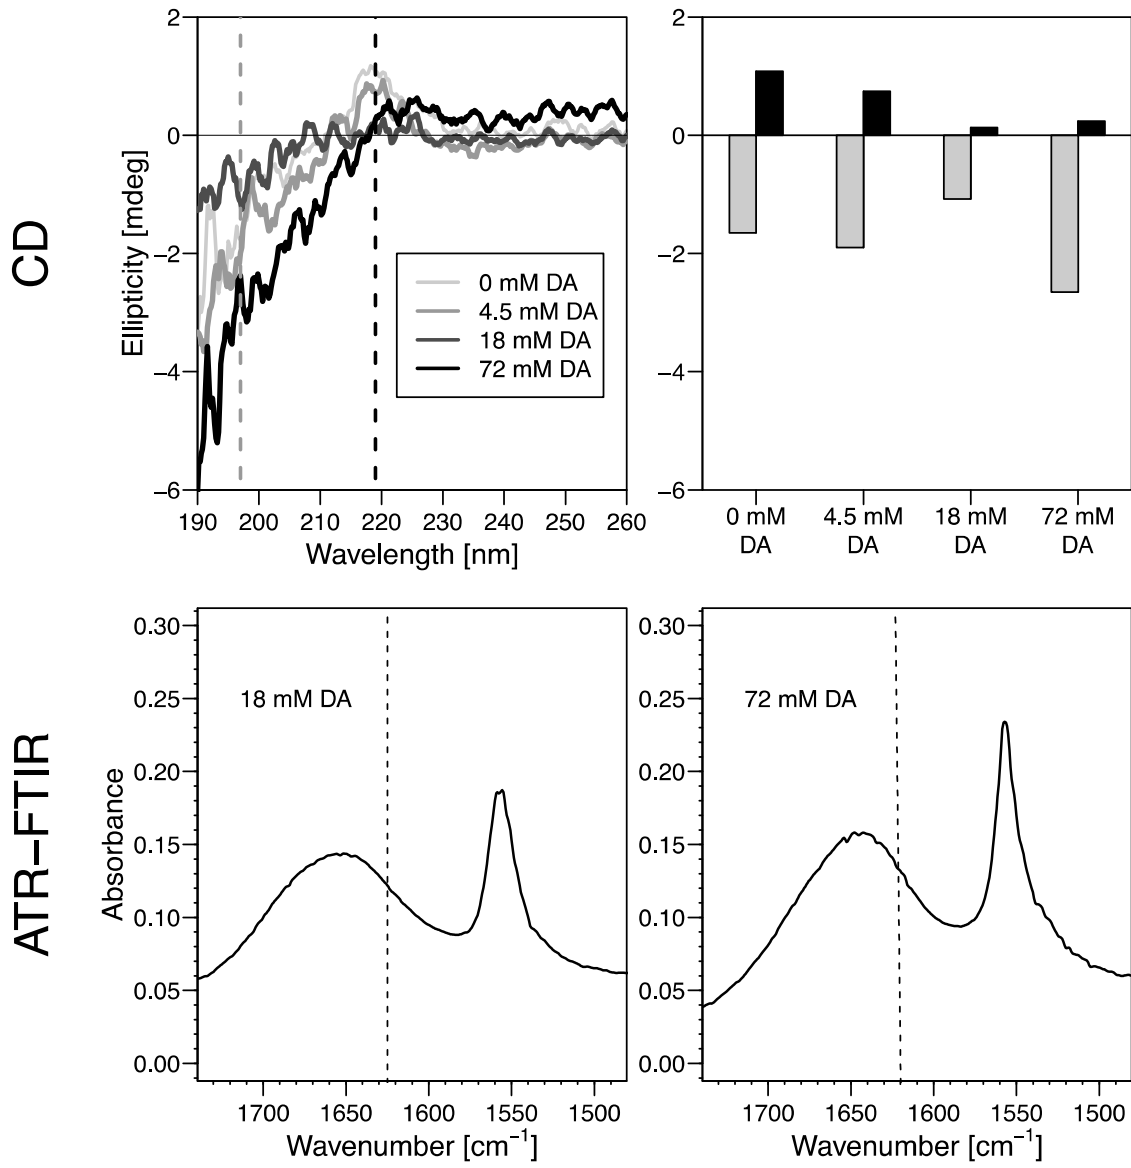 CD
Ellipticity [mdeg]
2
0
−2
−4
−6
0 mM DA
4.5 mM DA
18 mM DA
72 mM DA
190 200 210 220 230 240 250 260
Wavelength [nm]
2
0
−2
−4
−6
0 mM 4.5 mM 18 mM 72 mM
DA DA DA DA
ATR−FTIR
Absorbance
0.30
0.25
0.20
0.15
0.10
0.05
0.00
18 mM DA
1700 1650 1600 1550 1500
Wavenumber [cm⁻¹]
0.30
0.25
0.20
0.15
0.10
0.05
0.00
72 mM DA
1700 1650 1600 1550 1500
Wavenumber [cm⁻¹]